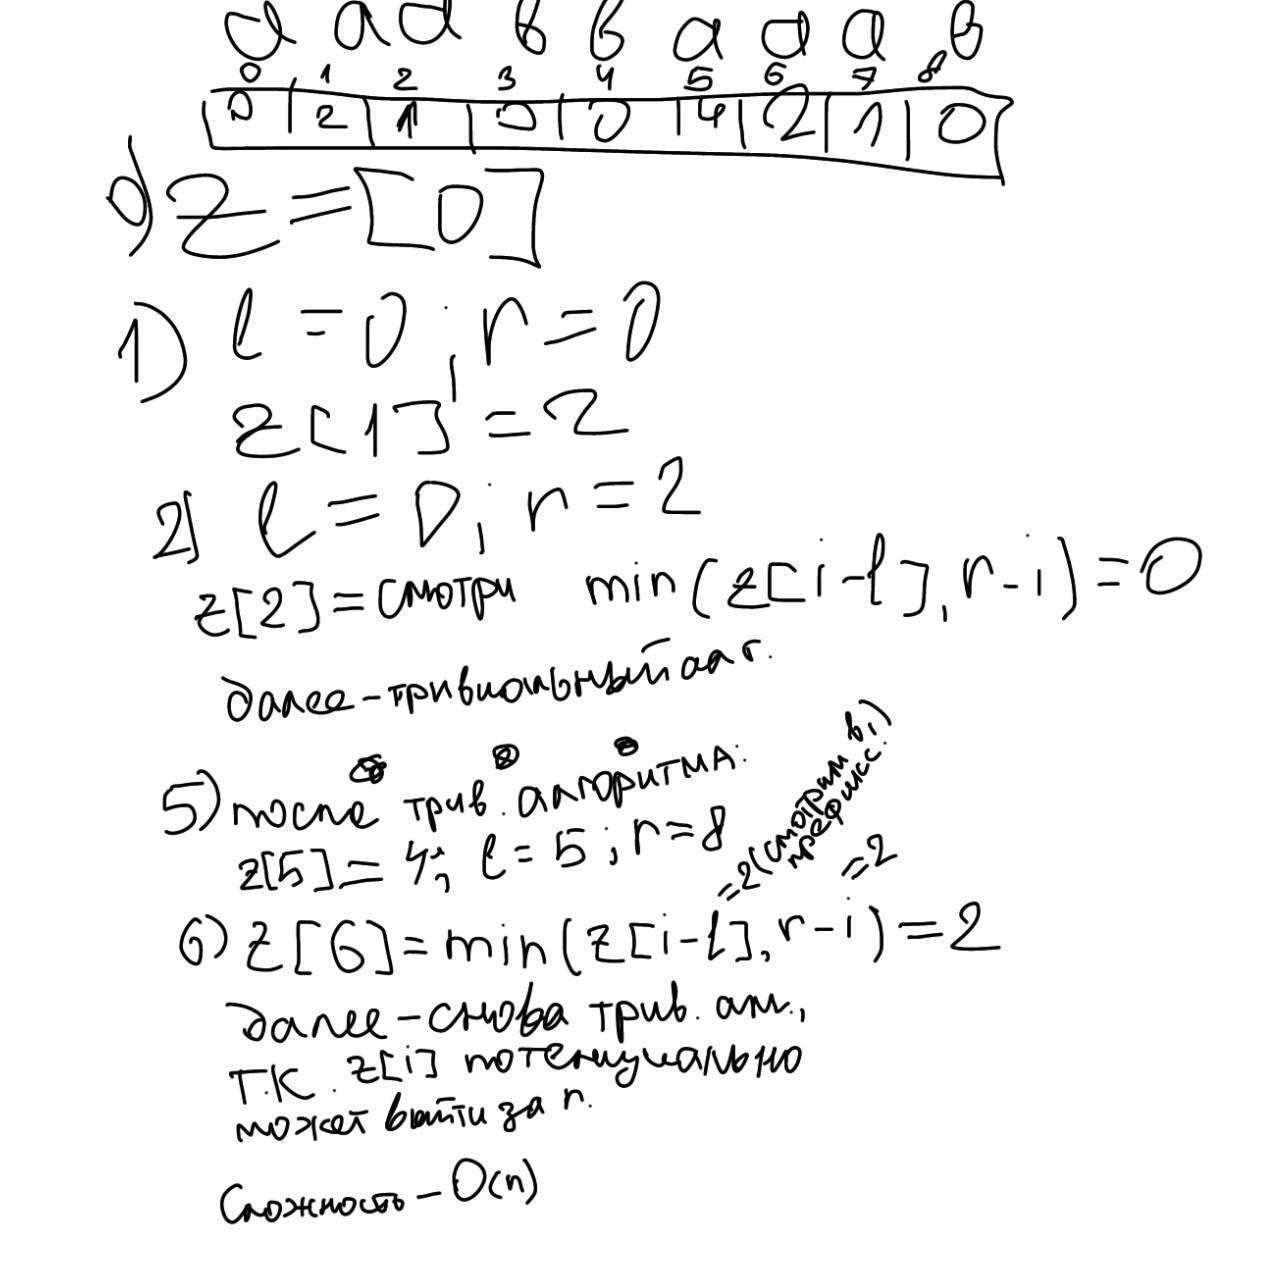 а а а в в а а а в
0 1 2 3 4 5 6 7 8
0 2 1 0 0 4 2 1 0
0) z = [0]
1) l = 0; r = 0
z[1] = 2
2) l = 0; r = 2
z[2] = смотри min(z[i-l], r-i) = 0
далее - тривиальный алг.
5) после трив. алгоритма:
z[5] = 4; l = 5; r = 8
=2 (смотрим в i) префикс.
=2
6) z[6] = min(z[i-l], r-i) = 2
Далее - снова трив. алг.,
т.к. z[i] потенциально
может выйти за r.
Сложность - O(n)